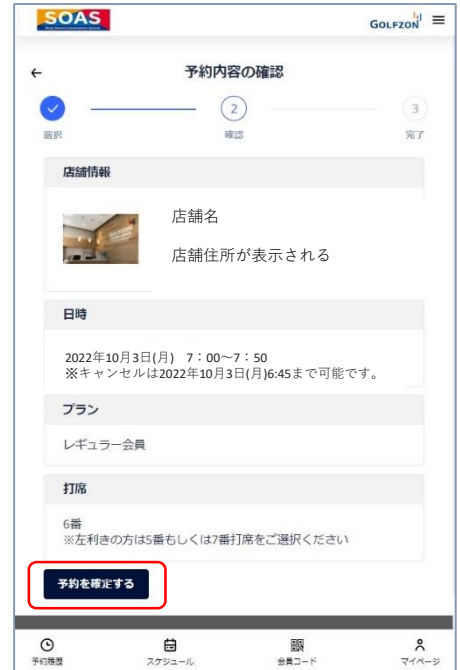 SOAS
GOLFZON
予約内容の確認
2
3
選択
確認
完了
店舗情報
店舗名
店舗住所が表示される
日時
2022年10月3日(月) 7：00～7：50
※キャンセルは2022年10月3日(月)6:45まで可能です。
プラン
レギュラー会員
打席
6番
※左利きの方は5番もしくは7番打席をご選択ください
予約を確定する
予約履歴
スケジュール
会員コード
マイページ